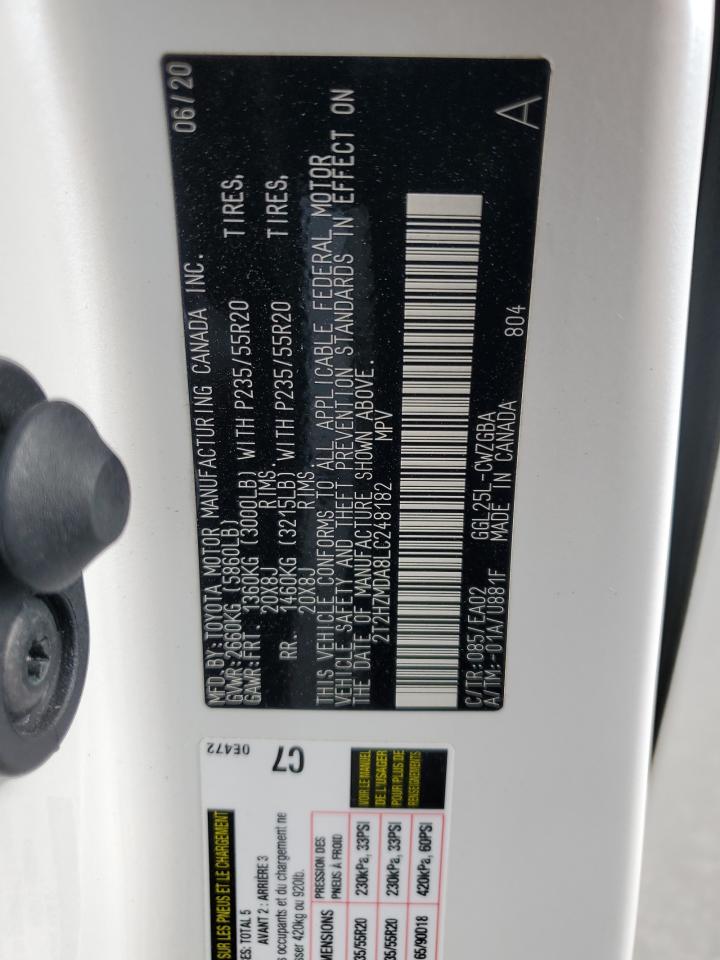 MFD.BY:TOYOTA MOTOR MANUFACTURING CANADA INC. 06/20
GVWR:2660KG(5860LB)
GAWR:FRT. 1360KG(3000LB)WITH P235/55R20 TIRES,
20X8J RIMS.
RR. 1460KG(3215LB)WITH P235/55R20 TIRES,
20X8J RIMS.
THIS VEHICLE CONFORMS TO ALL APPLICABLE FEDERAL MOTOR
VEHICLE SAFETY AND THEFT PREVENTION STANDARDS IN EFFECT ON
THE DATE OF MANUFACTURE SHOWN ABOVE.
2T2HZMDA8LC248182 MPV
C/TR:085/EA02 GGL25L-CWZGBA 804 A
A/TM:-01A/U881F MADE IN CANADA
0E472
C7
SUR LES PNEUS ET LE CHARGEMENT
ES: TOTAL 5 AVANT 2 : ARRIÈRE 3
s occupants et du chargement ne
sser 420kg ou 920lb.
IMENSIONS PRESSION DES PNEUS À FROID
35/55R20 230kPa, 33PSI
35/55R20 230kPa, 33PSI
65/90D18 420kPa, 60PSI
VOIR LE MANUEL
DE L'USAGER
POUR PLUS DE
RENSEIGNEMENTS